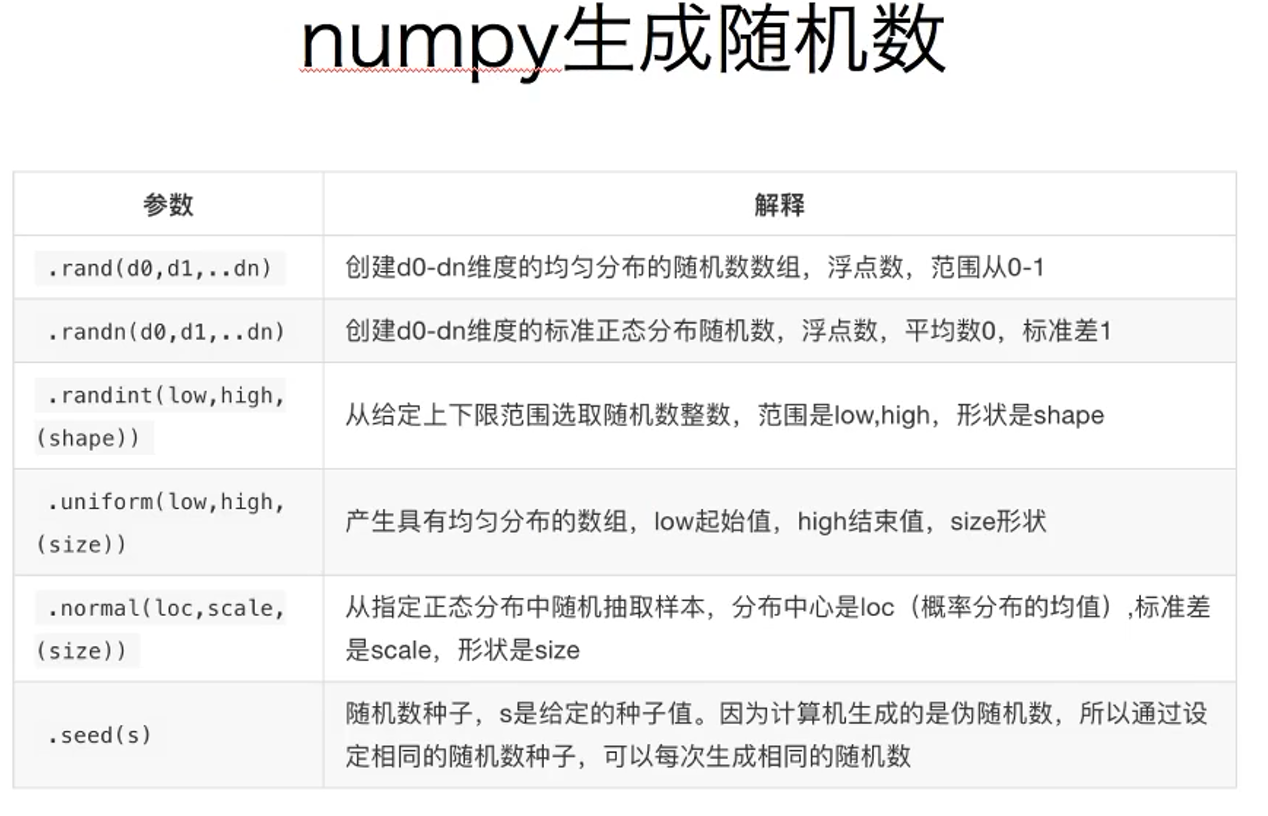 numpy生成随机数
参数
解释
.rand(d0,d1,..dn)
创建d0-dn维度的均匀分布的随机数数组，浮点数，范围从0-1
.randn(d0,d1,..dn)
创建d0-dn维度的标准正态分布随机数，浮点数，平均数0，标准差1
.randint(low,high,
(shape))
从给定上下限范围选取随机数整数，范围是low,high，形状是shape
.uniform(low,high,
(size))
产生具有均匀分布的数组，low起始值，high结束值，size形状
.normal(loc,scale,
(size))
从指定正态分布中随机抽取样本，分布中心是loc（概率分布的均值）,标准差
是scale，形状是size
.seed(s)
随机数种子，s是给定的种子值。因为计算机生成的是伪随机数，所以通过设
定相同的随机数种子，可以每次生成相同的随机数